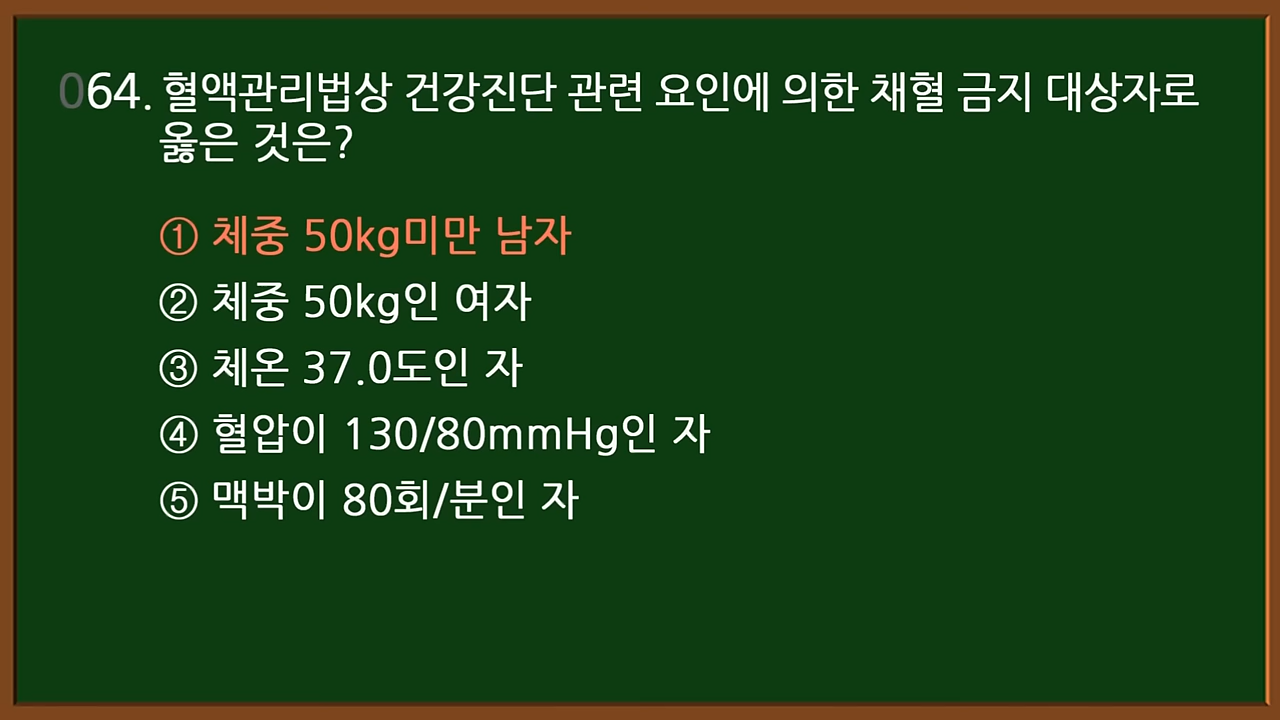 064. 혈액관리법상 건강진단 관련 요인에 의한 채혈 금지 대상자로
옳은 것은?
① 체중 50kg미만 남자
② 체중 50kg인 여자
③ 체온 37.0도인 자
④ 혈압이 130/80mmHg인 자
⑤ 맥박이 80회/분인 자